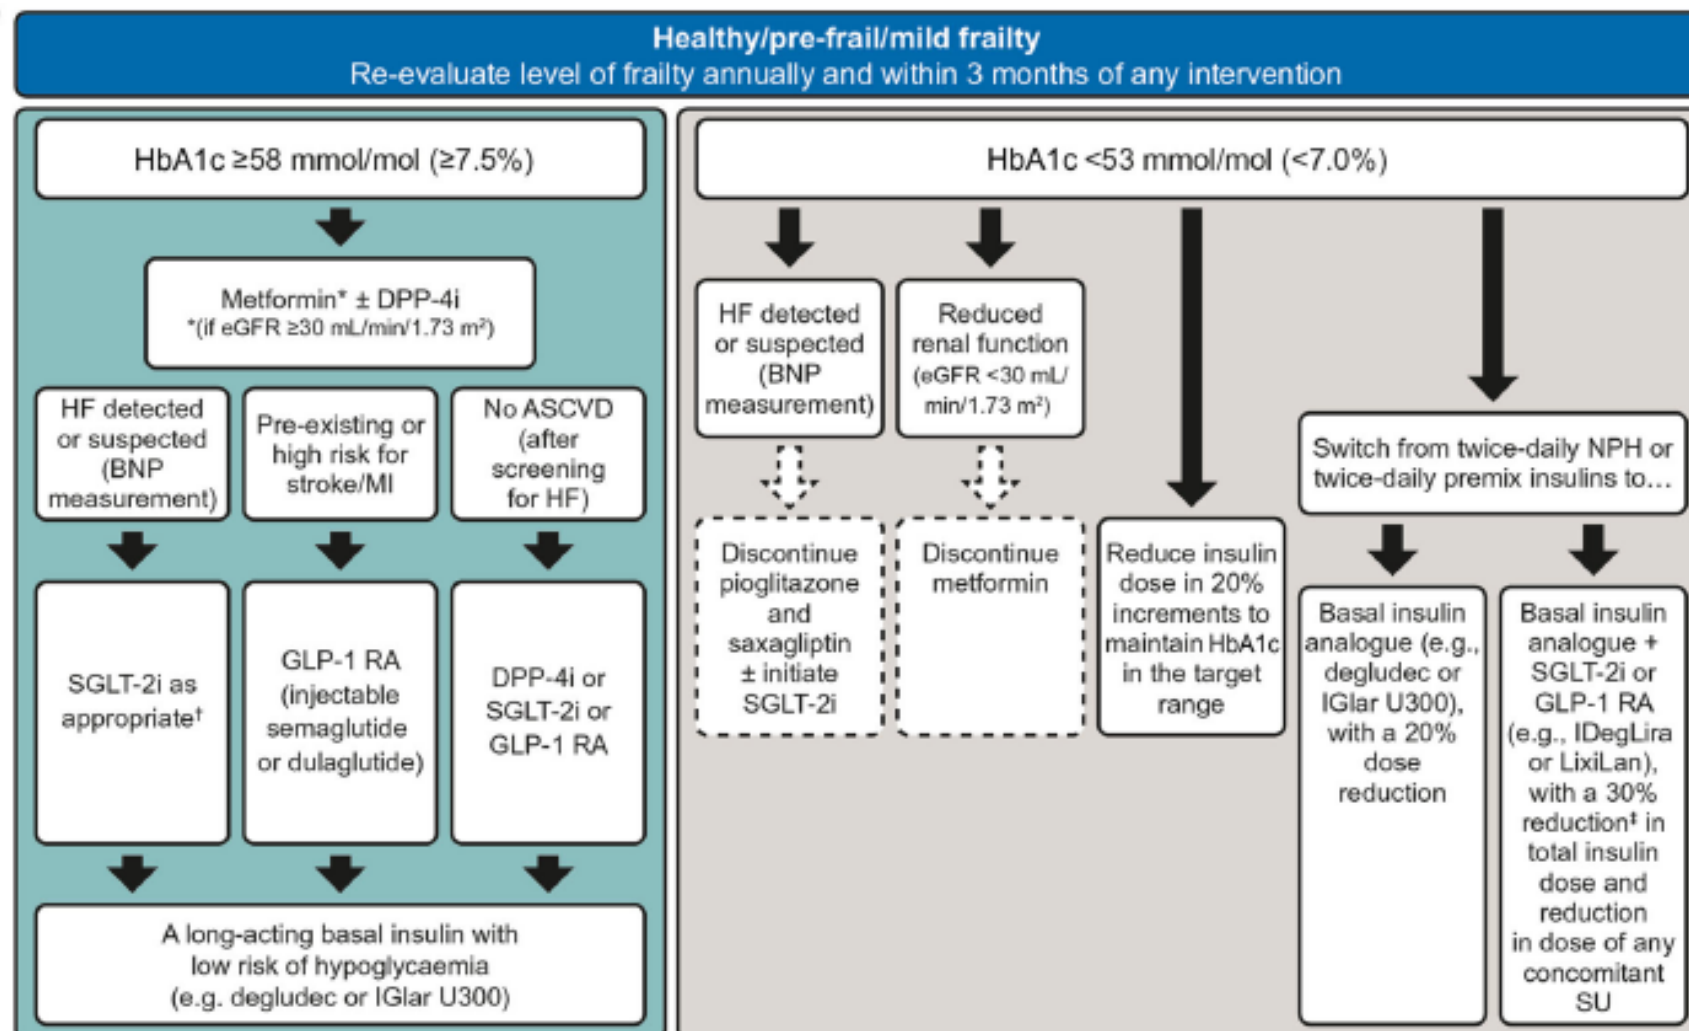 Healthy/pre-frail/mild frailty
Re-evaluate level of frailty annually and within 3 months of any intervention
HbA1c ≥58 mmol/mol (≥7.5%)
Metformin* ± DPP-4i
*(if eGFR ≥30 mL/min/1.73 m²)
HF detected
or suspected
(BNP
measurement)
Pre-existing or
high risk for
stroke/MI
No ASCVD
(after
screening
for HF)
SGLT-2i as
appropriate†
GLP-1 RA
(injectable
semaglutide
or dulaglutide)
DPP-4i or
SGLT-2i or
GLP-1 RA
A long-acting basal insulin with
low risk of hypoglycaemia
(e.g. degludec or IGlar U300)
HbA1c <53 mmol/mol (<7.0%)
HF detected
or suspected
(BNP
measurement)
Reduced
renal function
(eGFR <30 mL/
min/1.73 m²)
Switch from twice-daily NPH or
twice-daily premix insulins to...
Discontinue
pioglitazone
and
saxagliptin
± initiate
SGLT-2i
Discontinue
metformin
Reduce insulin
dose in 20%
increments to
maintain HbA1c
in the target
range
Basal insulin
analogue (e.g.,
degludec or
IGlar U300),
with a 20%
dose
reduction
Basal insulin
analogue +
SGLT-2i or
GLP-1 RA
(e.g., IDegLira
or LixiLan),
with a 30%
reduction‡ in
total insulin
dose and
reduction
in dose of any
concomitant
SU